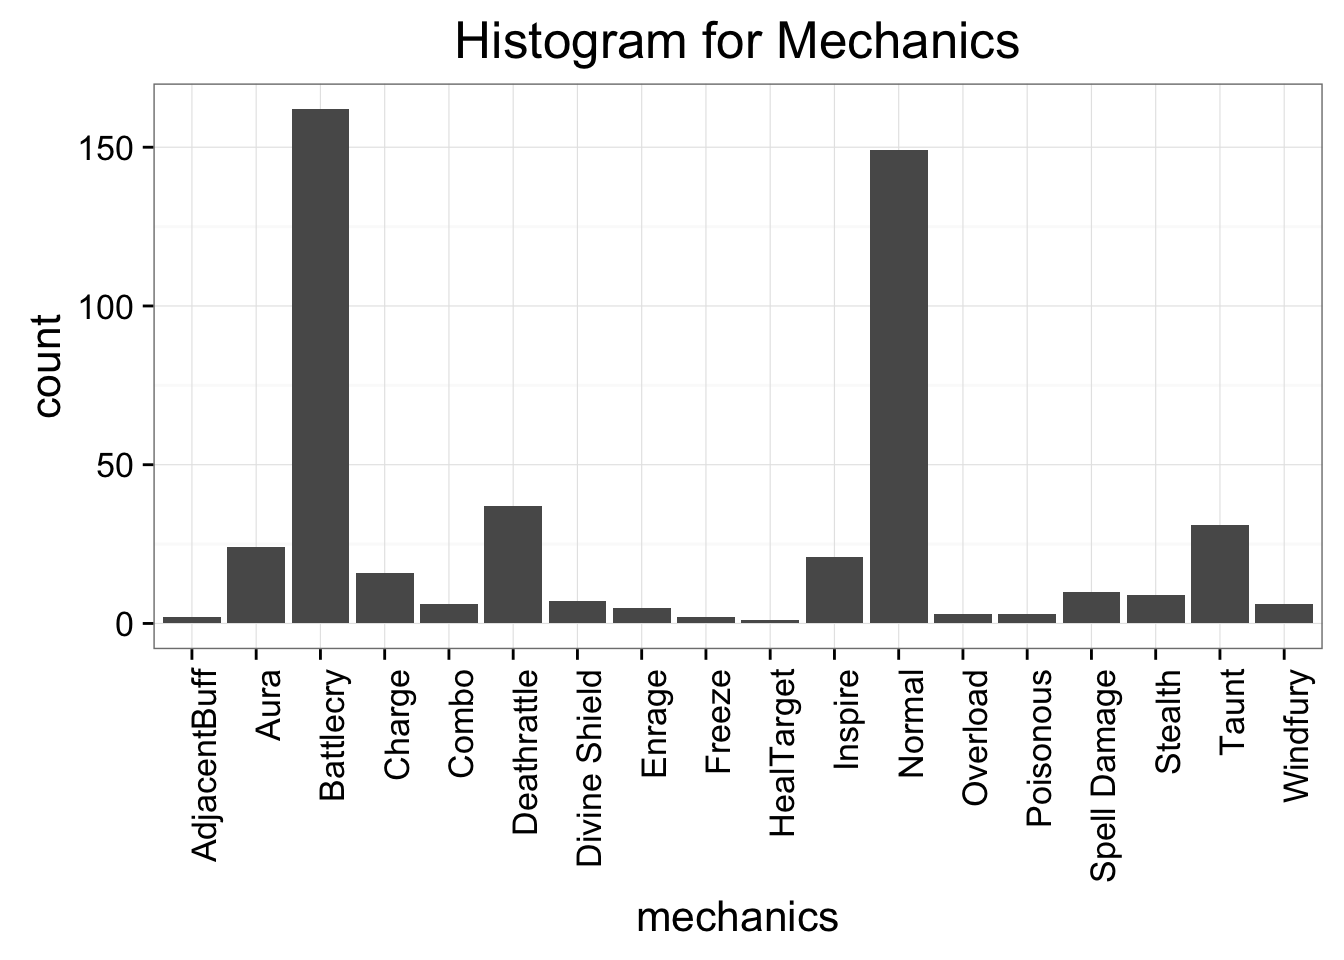 Histogram for Mechanics
150
100
50
0
count
AdjacentBuff
Aura
Battlecry
Charge
Combo
Deathrattle
Divine Shield
Enrage
Freeze
HealTarget
Inspire
Normal
Overload
Poisonous
Spell Damage
Stealth
Taunt
Windfury
mechanics